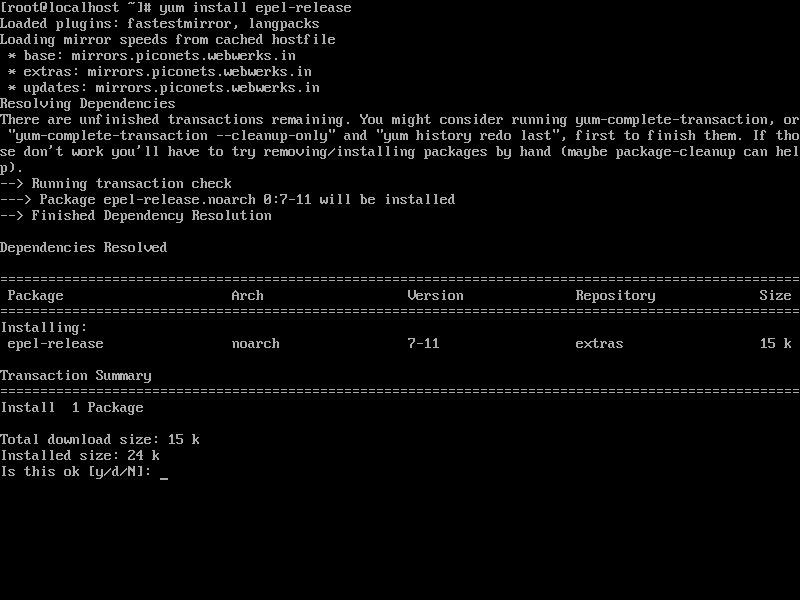 [root@localhost ~]# yum install epel-release
Loaded plugins: fastestmirror, langpacks
Loading mirror speeds from cached hostfile
 * base: mirrors.piconets.webwerks.in
 * extras: mirrors.piconets.webwerks.in
 * updates: mirrors.piconets.webwerks.in
Resolving Dependencies
There are unfinished transactions remaining. You might consider running yum-complete-transaction, or
 "yum-complete-transaction --cleanup-only" and "yum history redo last", first to finish them. If tho
se don't work you'll have to try removing/installing packages by hand (maybe package-cleanup can hel
p).
--> Running transaction check
---> Package epel-release.noarch 0:7-11 will be installed
--> Finished Dependency Resolution

Dependencies Resolved

====================================================================================================
 Package                     Arch                  Version              Repository             Size
====================================================================================================
Installing:
 epel-release                noarch                7-11                 extras                 15 k

Transaction Summary
====================================================================================================
Install  1 Package

Total download size: 15 k
Installed size: 24 k
Is this ok [y/d/N]: _